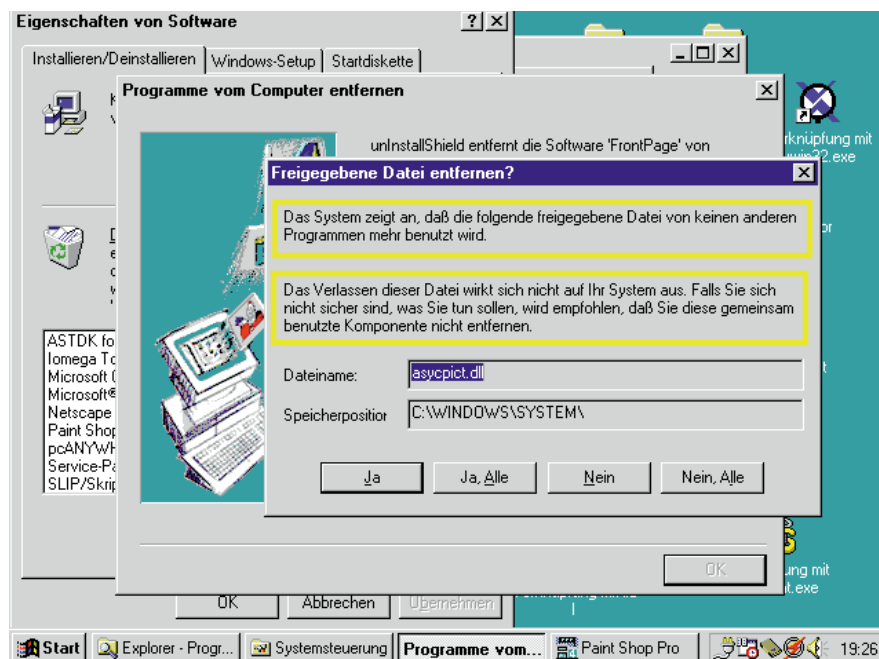 Eigenschaften von Software
Installieren/Deinstallieren
Windows-Setup
Startdiskette
Programme vom Computer entfernen
unInstallShield entfernt die Software 'FrontPage' von
Freigegebene Datei entfernen?
Das System zeigt an, daß die folgende freigegebene Datei von keinen anderen
Programmen mehr benutzt wird.
Das Verlassen dieser Datei wirkt sich nicht auf Ihr System aus. Falls Sie sich
nicht sicher sind, was Sie tun sollen, wird empfohlen, daß Sie diese gemeinsam
benutzte Komponente nicht entfernen.
Dateiname:
asycpict.dll
Speicherposition
C:\WINDOWS\SYSTEM\
Ja
Ja, Alle
Nein
Nein, Alle
ASTDK fo
Iomega To
Microsoft
Microsoft®
Netscape
Paint Shop
pcANYWH
Service-Pa
SLIP/Skrip
rknüpfung mit
2.exe
OK
ung mit
t.exe
OK
Abbrechen
Übernehmen
Start
Explorer - Progr...
Systemsteuerung
Programme vom...
Paint Shop Pro
19:26